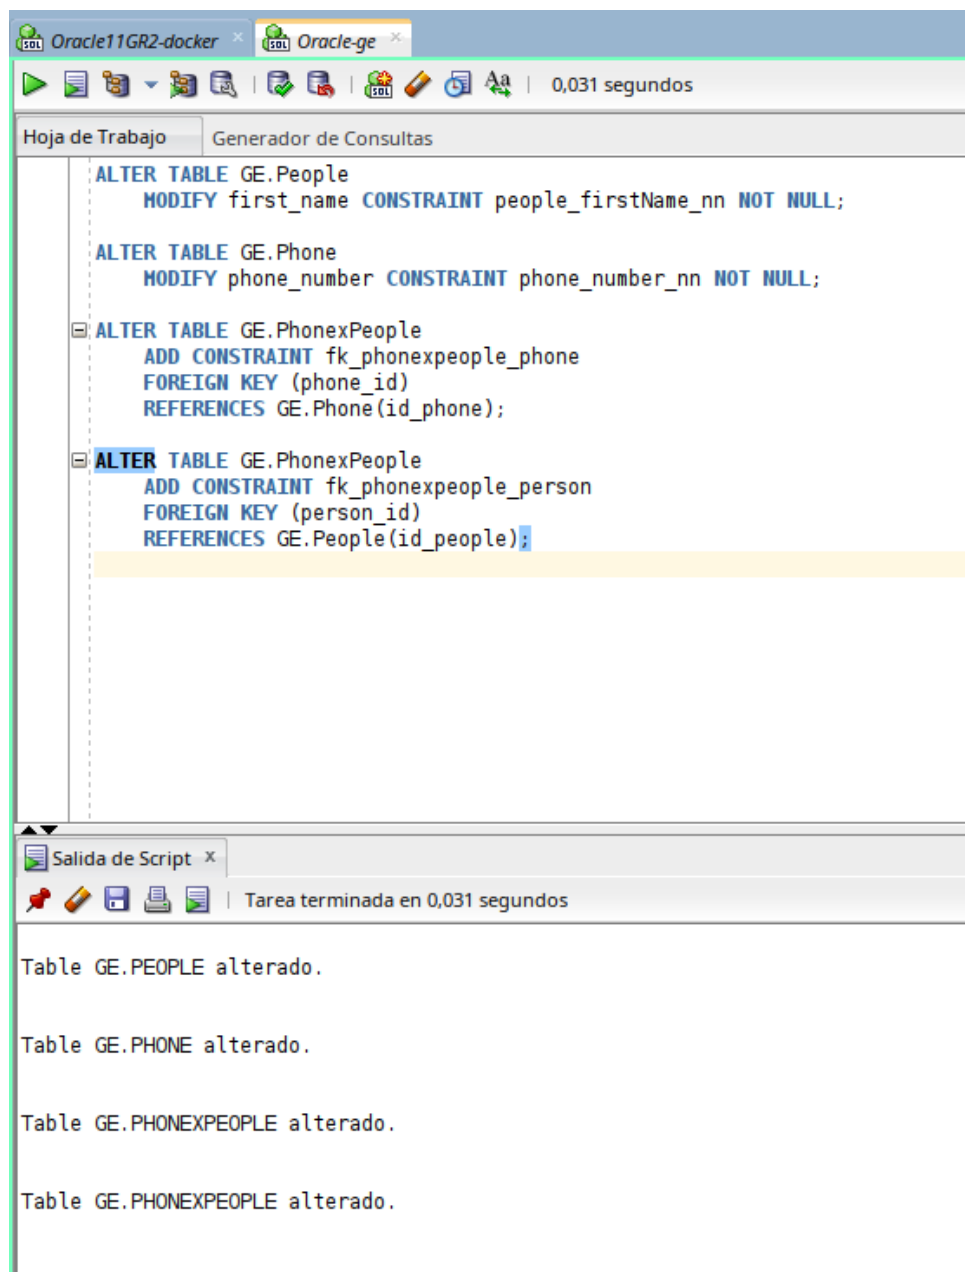 Oracle11GR2-docker
Oracle-ge
0,031 segundos
Hoja de Trabajo
Generador de Consultas
ALTER TABLE GE.People
MODIFY first_name CONSTRAINT people_firstName_nn NOT NULL;
ALTER TABLE GE.Phone
MODIFY phone_number CONSTRAINT phone_number_nn NOT NULL;
ALTER TABLE GE.PhonexPeople
ADD CONSTRAINT fk_phonexpeople_phone
FOREIGN KEY (phone_id)
REFERENCES GE.Phone(id_phone);
ALTER TABLE GE.PhonexPeople
ADD CONSTRAINT fk_phonexpeople_person
FOREIGN KEY (person_id)
REFERENCES GE.People(id_people);
Salida de Script x
Tarea terminada en 0,031 segundos
Table GE.PEOPLE alterado.
Table GE.PHONE alterado.
Table GE.PHONEXPEOPLE alterado.
Table GE.PHONEXPEOPLE alterado.